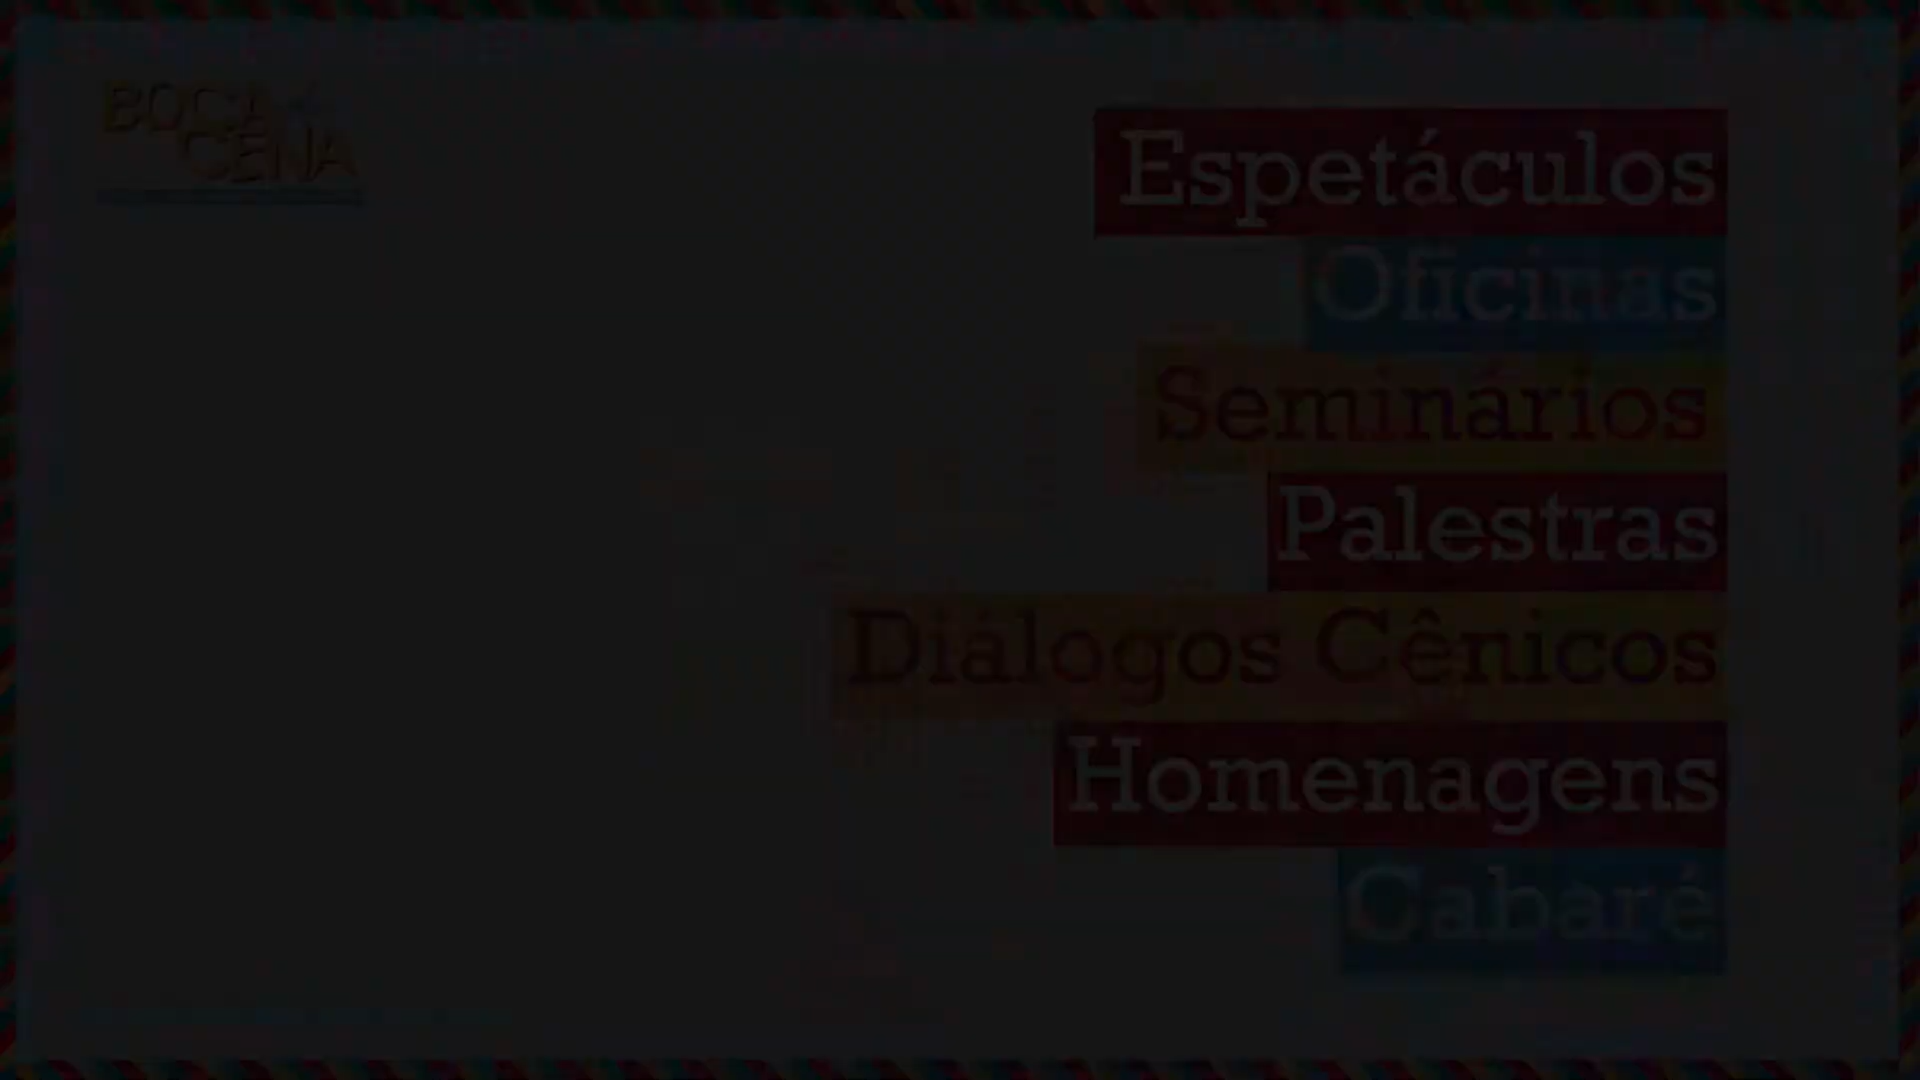 BOCA
CENA
Espetáculos
Oficinas
Seminários
Palestras
Diálogos Cênicos
Homenagens
Cabaré